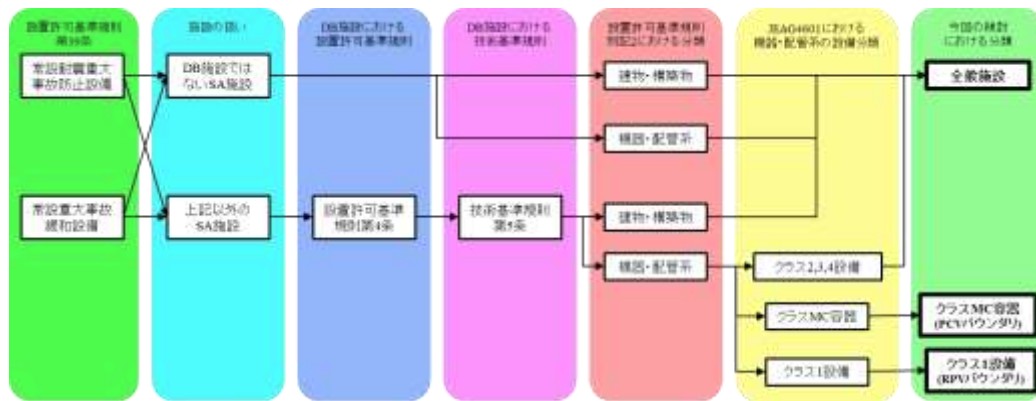 設置許可基準規則
第39条
施設の扱い
DB施設における
設置許可基準規則
DB施設における
技術基準規則
設置許可基準規則
別記2における分類
JEAG4601における
機器・配管系の設備分類
今回の検討
における分類
常設耐震重大
事故防止設備
DB施設では
ないSA施設
建物・構築物
全般施設
機器・配管系
常設重大事故
緩和設備
上記以外の
SA施設
設置許可基準
規則第4条
技術基準規則
第5条
建物・構築物
機器・配管系
クラス2,3,4設備
クラスMC容器
クラスMC容器
(PCVバウンダリ)
クラス1設備
クラス1設備
(RPVバウンダリ)